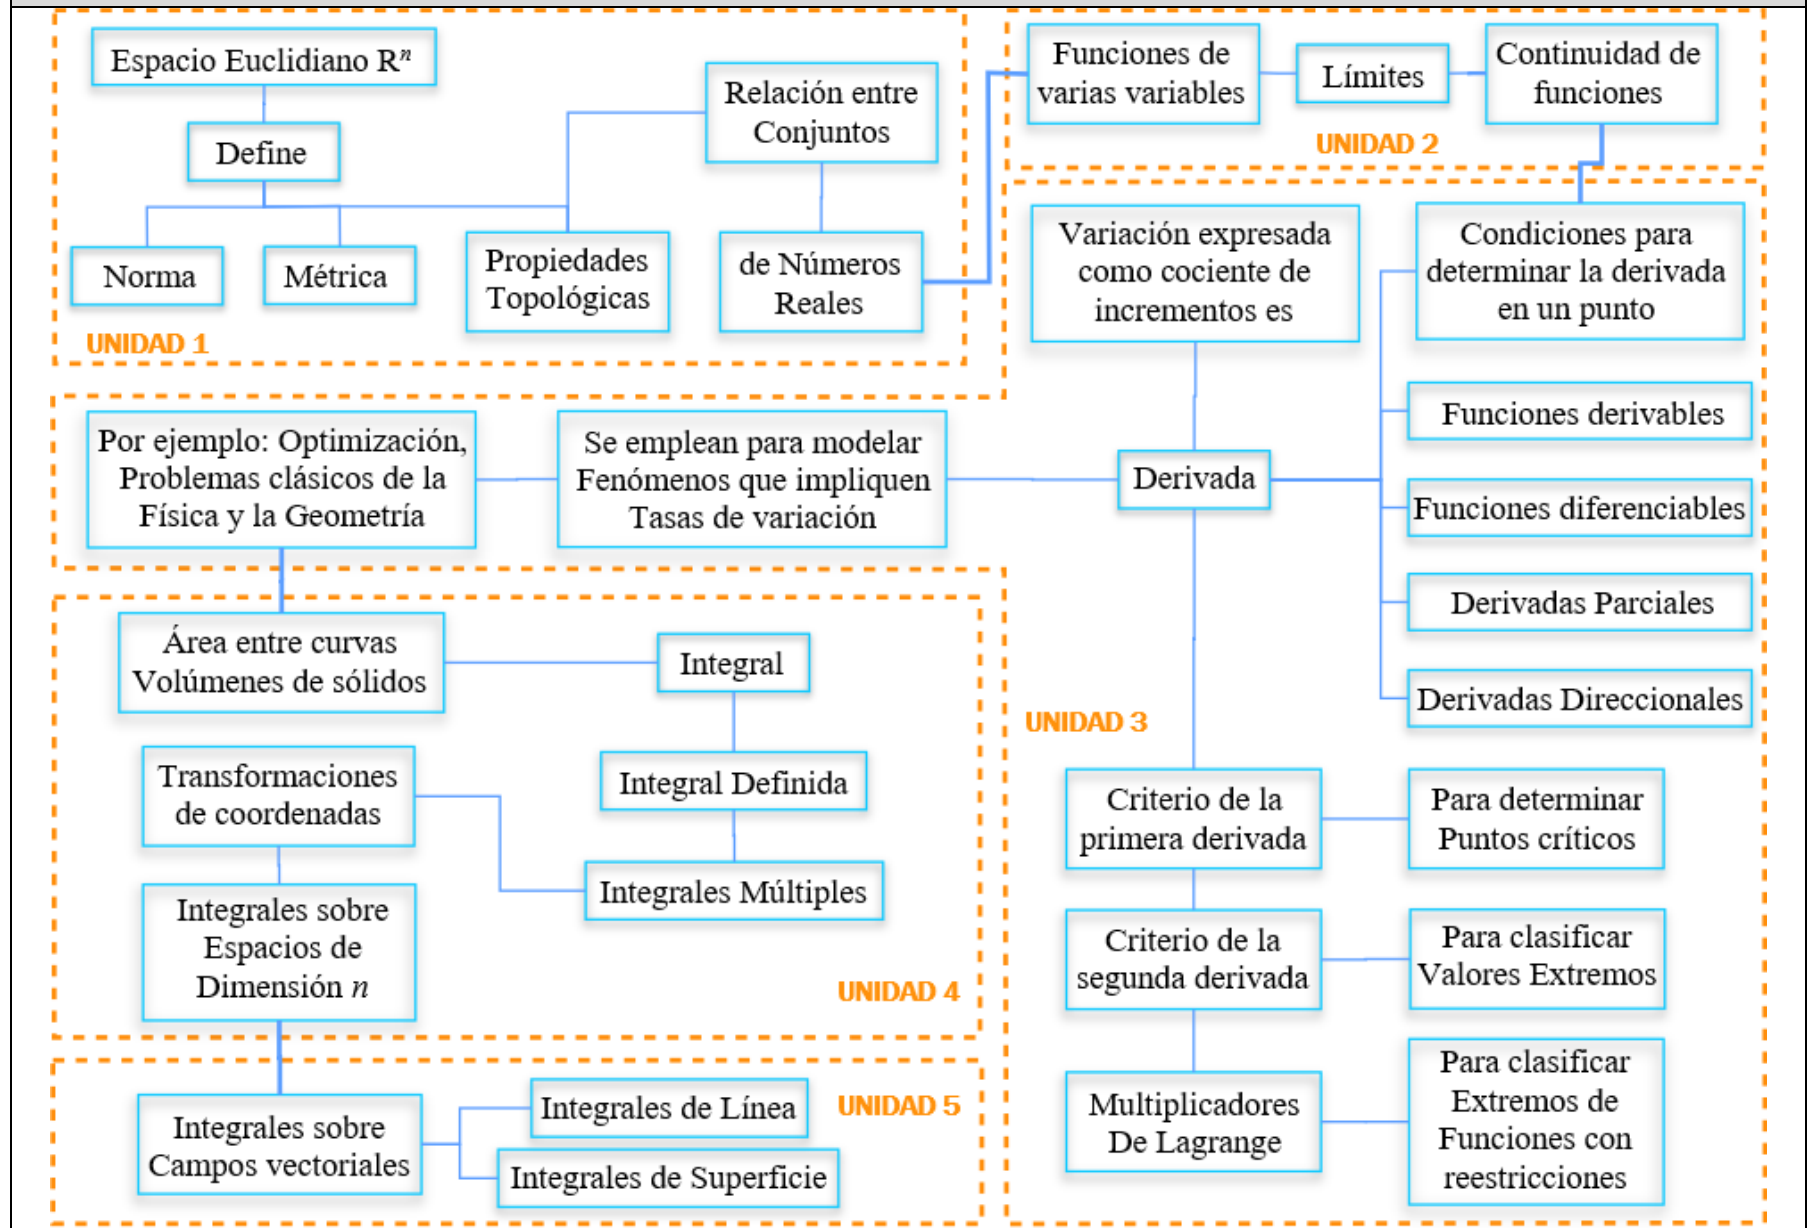 Espacio Euclidiano Rⁿ
Define
Norma
Métrica
Propiedades
Topológicas
Relación entre
Conjuntos
de Números
Reales
UNIDAD 1
Funciones de
varias variables
Límites
Continuidad de
funciones
UNIDAD 2
Variación expresada
como cociente de
incrementos es
Condiciones para
determinar la derivada
en un punto
Funciones derivables
Funciones diferenciables
Derivadas Parciales
Derivadas Direccionales
Derivada
Se emplean para modelar
Fenómenos que impliquen
Tasas de variación
Por ejemplo: Optimización,
Problemas clásicos de la
Física y la Geometría
UNIDAD 3
Criterio de la
primera derivada
Para determinar
Puntos críticos
Criterio de la
segunda derivada
Para clasificar
Valores Extremos
Multiplicadores
De Lagrange
Para clasificar
Extremos de
Funciones con
reestricciones
Área entre curvas
Volúmenes de sólidos
Integral
Integral Definida
Integrales Múltiples
Transformaciones
de coordenadas
Integrales sobre
Espacios de
Dimensión n
UNIDAD 4
Integrales sobre
Campos vectoriales
Integrales de Línea
Integrales de Superficie
UNIDAD 5